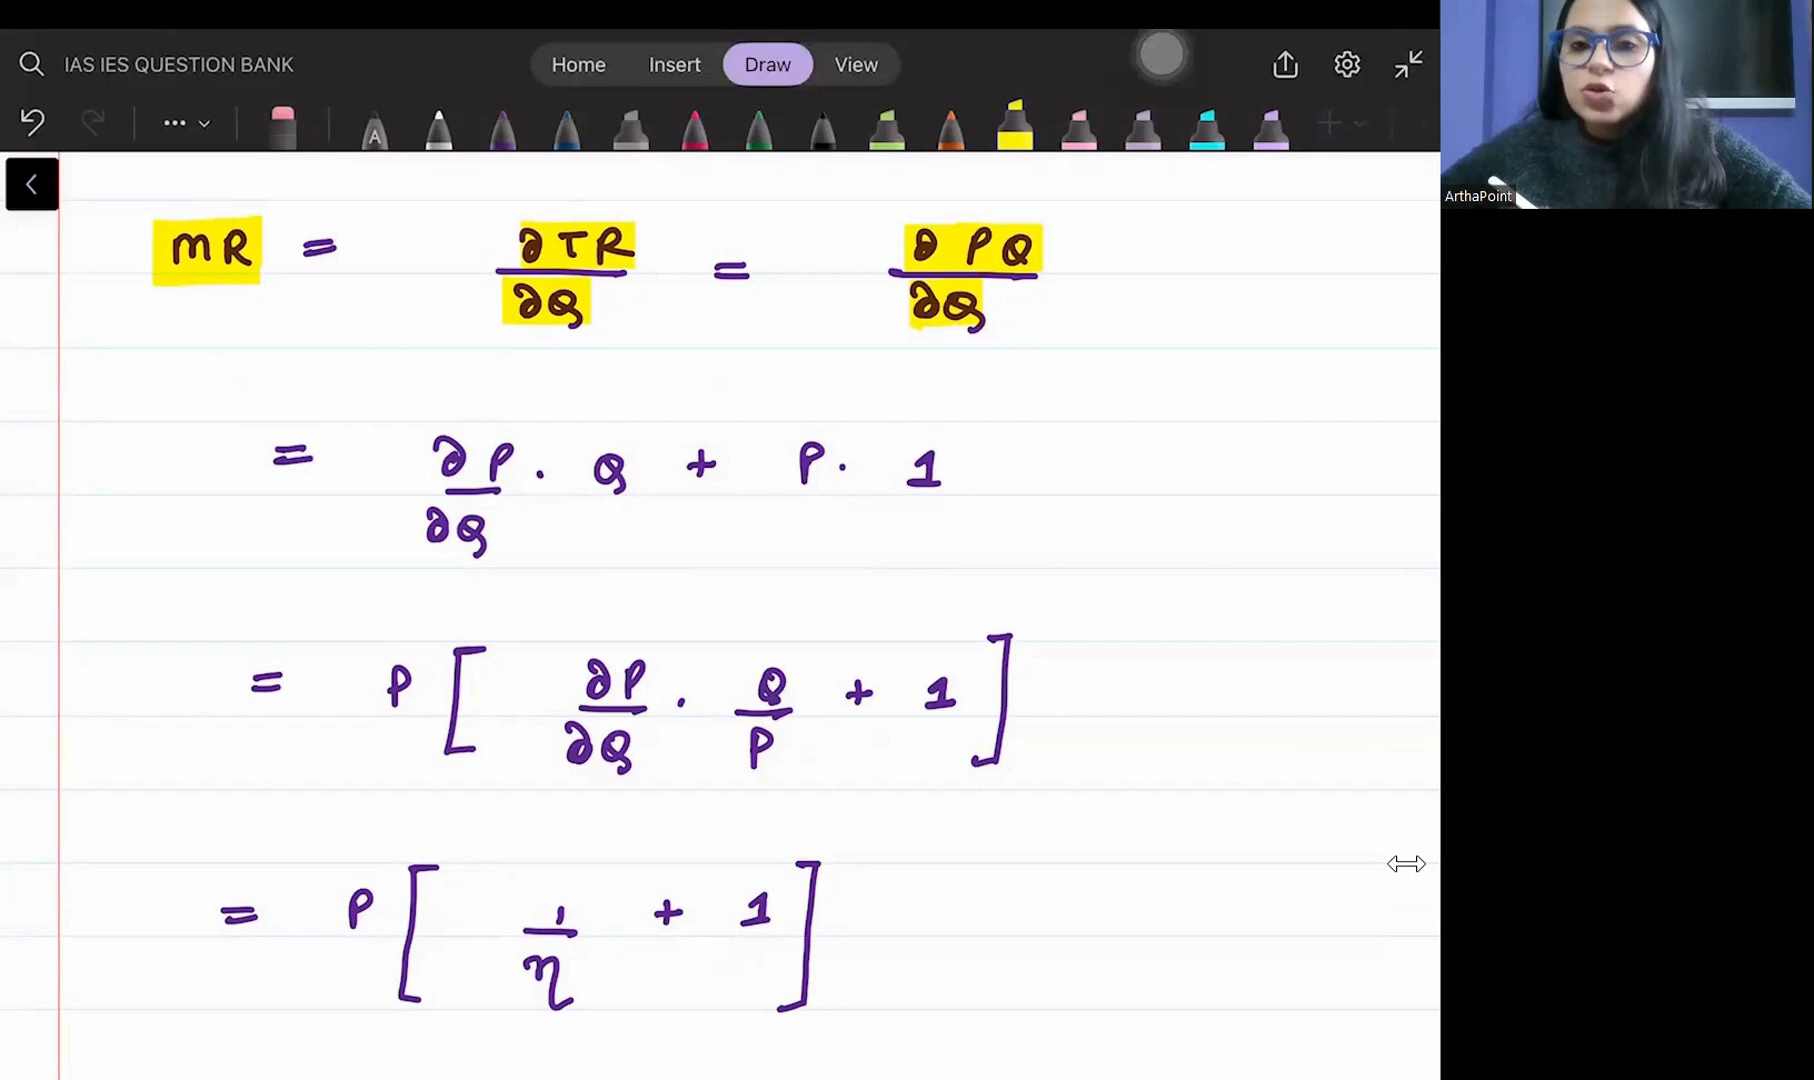 IAS IES QUESTION BANK
Home Insert Draw View
A
ArthaPoint
MR = ∂TR/∂Q = ∂PQ/∂Q
= ∂P/∂Q · Q + P · 1
= P [ ∂P/∂Q · Q/P + 1 ]
= P [ 1/η + 1 ]